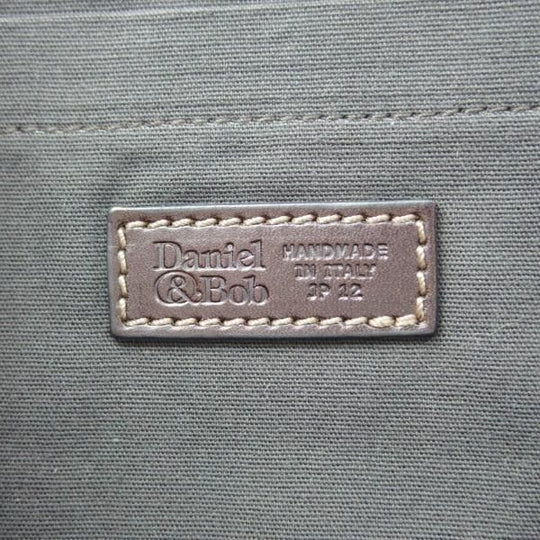 Daniel
& Bob
HANDMADE
IN ITALY
JP 12